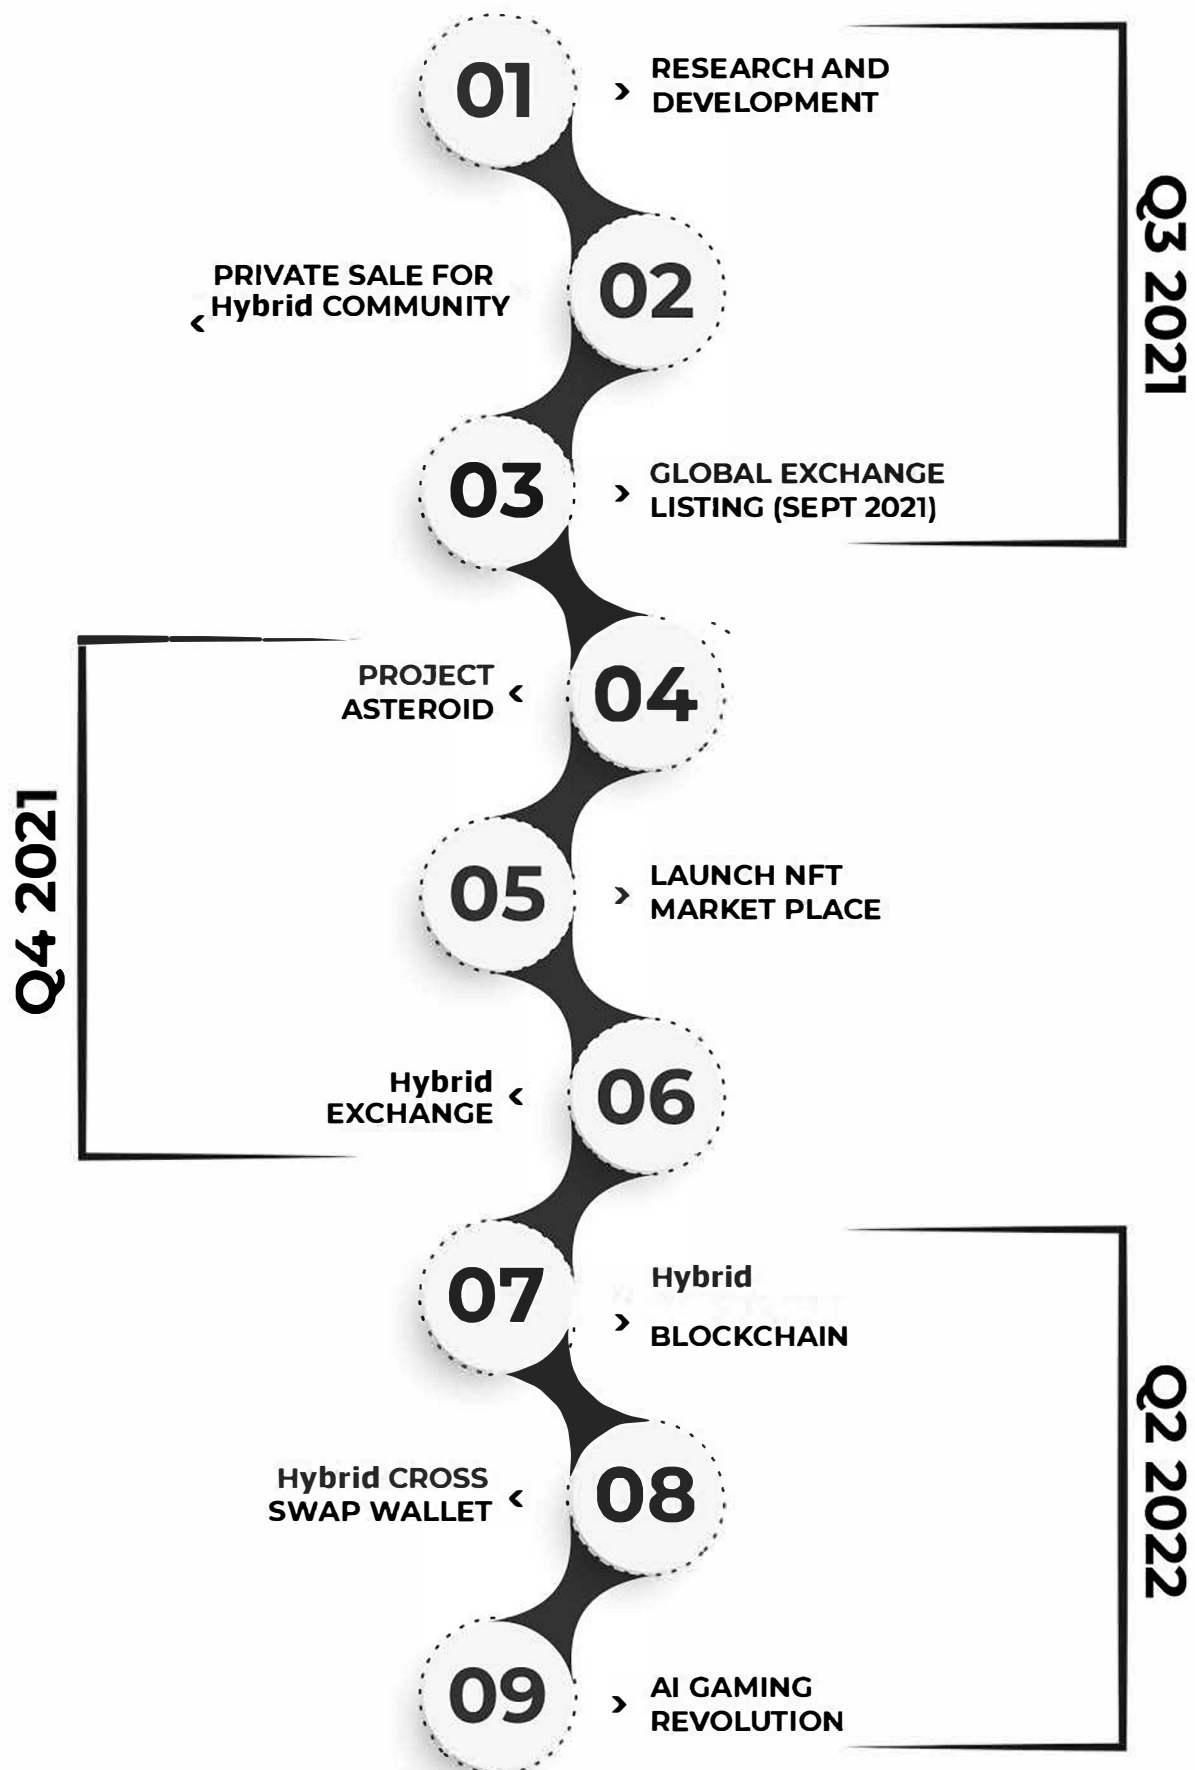 01
RESEARCH AND
DEVELOPMENT
Q3 2021
PRIVATE SALE FOR
Hybrid COMMUNITY
02
03
GLOBAL EXCHANGE
LISTING (SEPT 2021)
PROJECT
ASTEROID
04
Q4 2021
05
LAUNCH NFT
MARKET PLACE
Hybrid
EXCHANGE
06
07
Hybrid
BLOCKCHAIN
Q2 2022
Hybrid CROSS
SWAP WALLET
08
09
AI GAMING
REVOLUTION